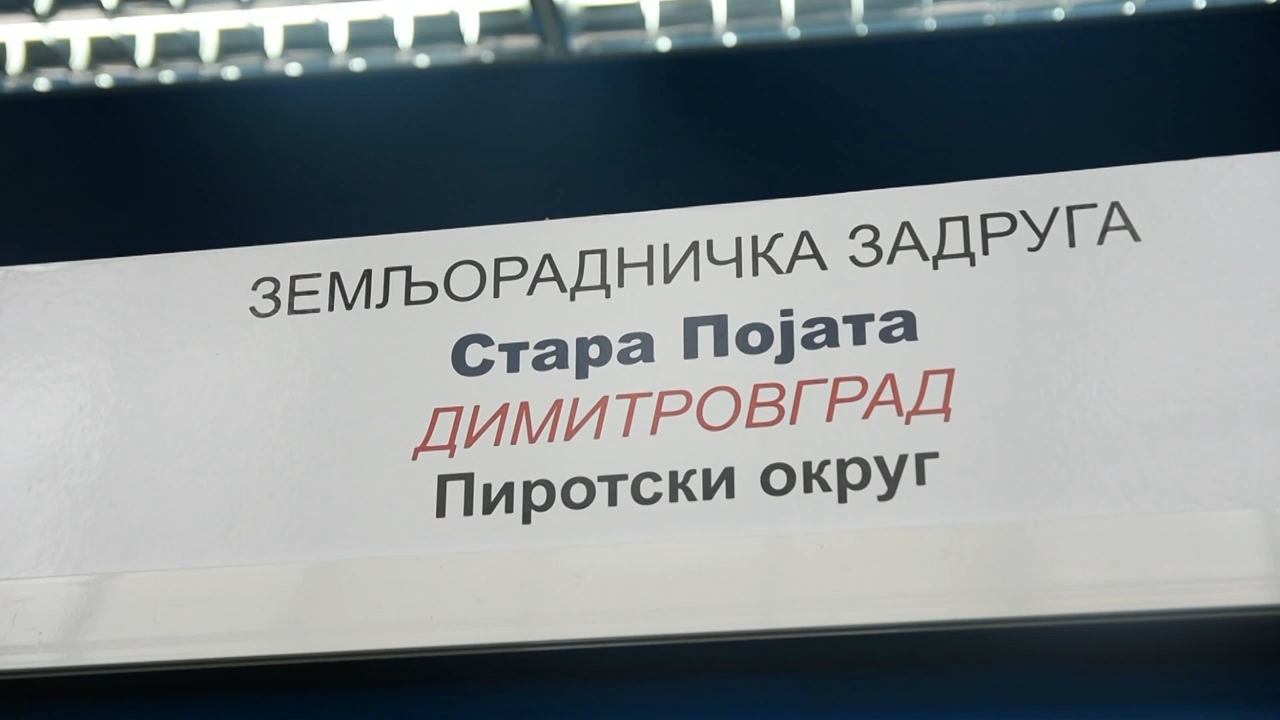 ЗЕМЉОРАДНИЧКА ЗАДРУГА
Стара Појата
ДИМИТРОВГРАД
Пиротски округ